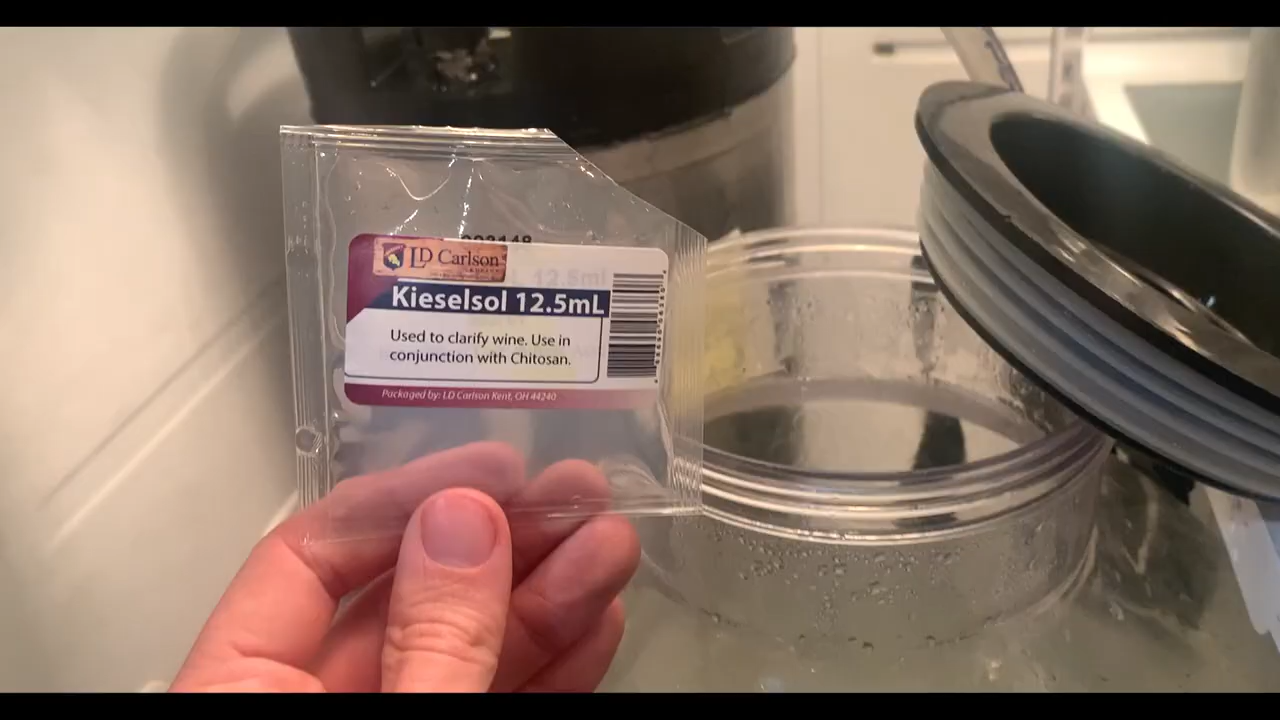 LD Carlson
Kieselsol 12.5mL
Used to clarify wine. Use in
conjunction with Chitosan.
Packaged by: LD Carlson Kent, OH 44240